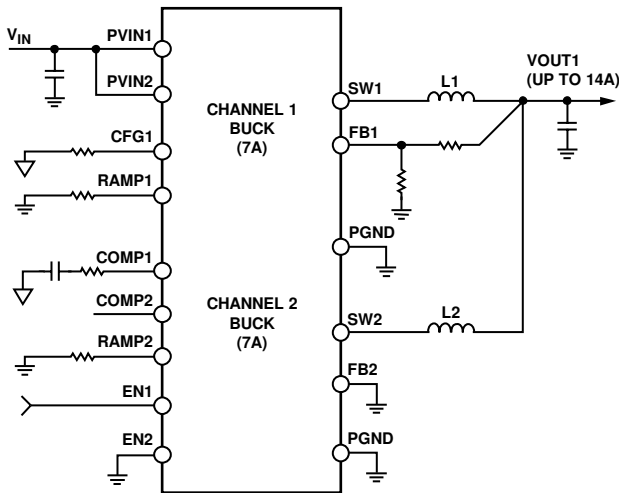 VIN
PVIN1
PVIN2
CFG1
RAMP1
COMP1
COMP2
RAMP2
EN1
EN2
CHANNEL 1
BUCK
(7A)
CHANNEL 2
BUCK
(7A)
SW1
L1
VOUT1
(UP TO 14A)
FB1
PGND
SW2
L2
FB2
PGND